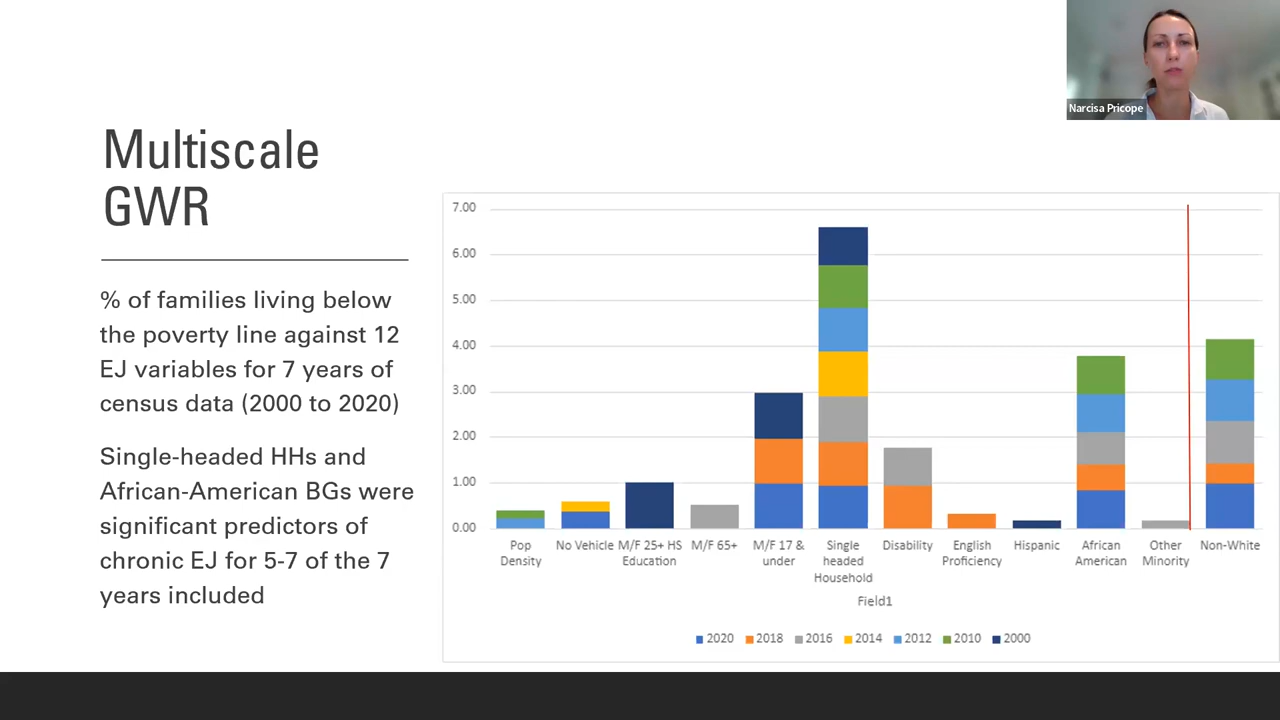 Narcisa Pricope
Multiscale
GWR
% of families living below
the poverty line against 12
EJ variables for 7 years of
census data (2000 to 2020)
Single-headed HHs and
African-American BGs were
significant predictors of
chronic EJ for 5-7 of the 7
years included
7.00
6.00
5.00
4.00
3.00
2.00
1.00
0.00
Pop
Density
No Vehicle
M/F 25+ HS
Education
M/F 65+
M/F 17 &
under
Single
headed
Household
Disability
English
Proficiency
Hispanic
African
American
Other
Minority
Non-White
Field1
2020 2018 2016 2014 2012 2010 2000